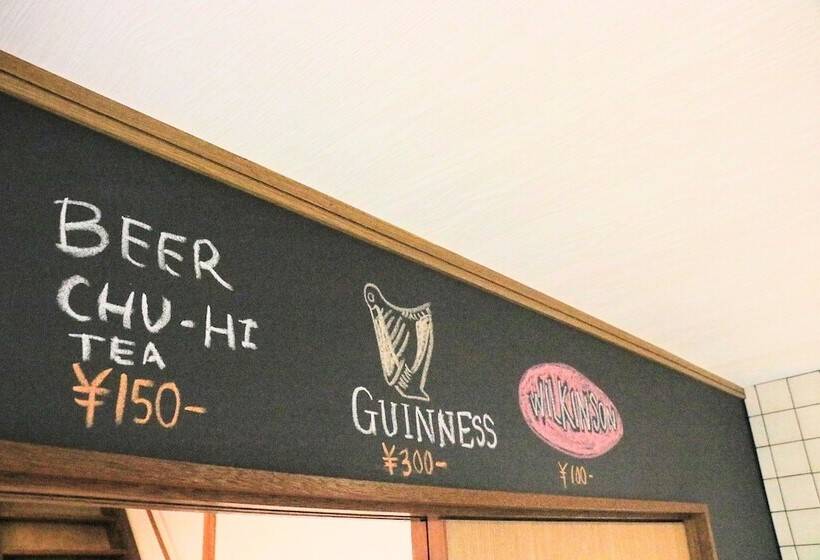 BEER
CHU-HI
TEA
¥150-
GUINNESS
¥300-
WILKINSON
¥100-